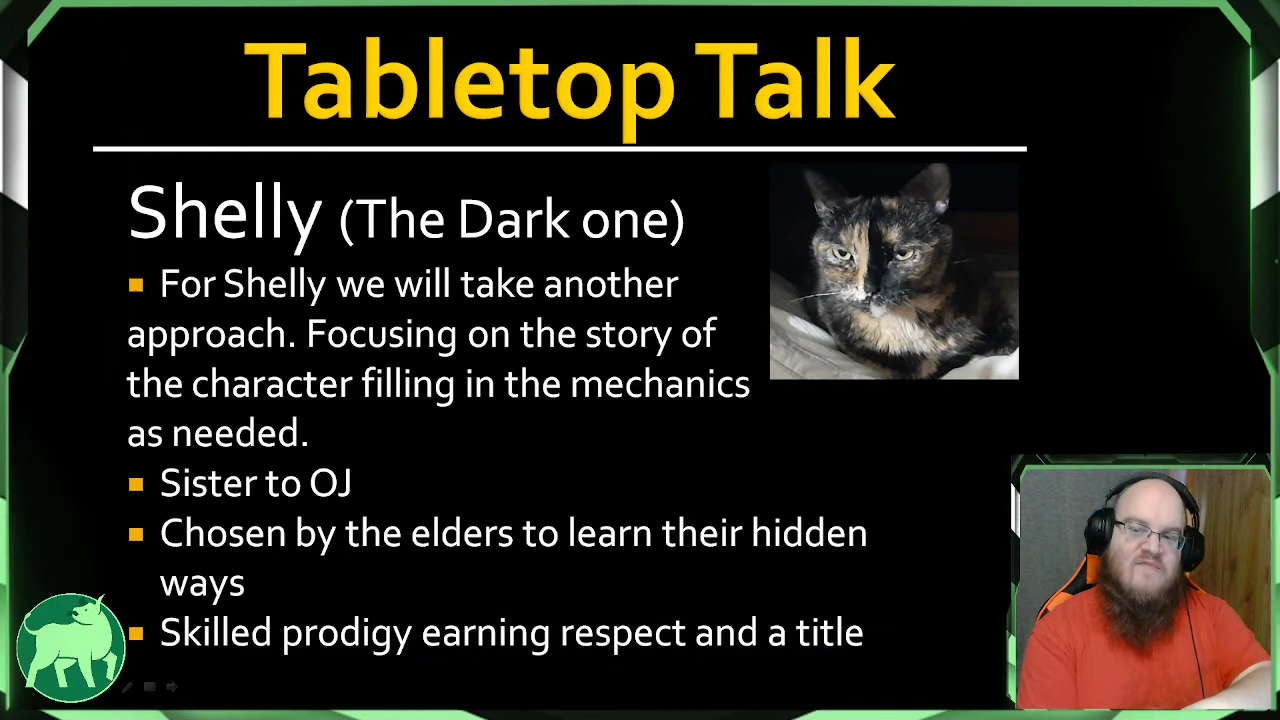 Tabletop Talk
Shelly (The Dark one)
For Shelly we will take another
approach. Focusing on the story of
the character filling in the mechanics
as needed.
Sister to OJ
Chosen by the elders to learn their hidden
ways
Skilled prodigy earning respect and a title